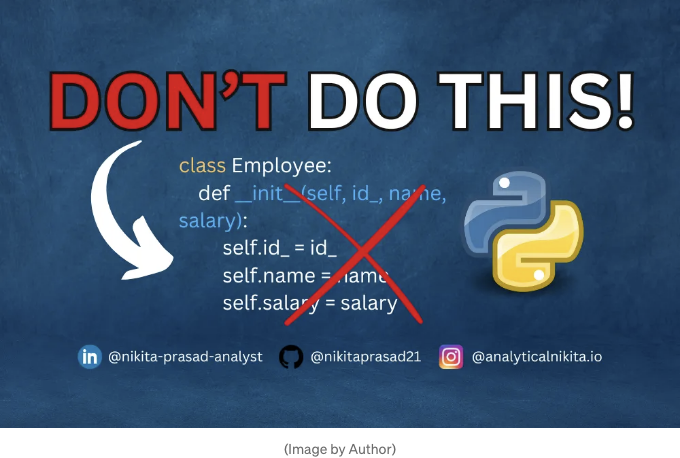 DON'T DO THIS!
class Employee:
def __init__(self, id_, name,
salary):
self.id_ = id_
self.name = name
self.salary = salary
in @nikita-prasad-analyst @nikitaprasad21 @analyticalnikita.io
(Image by Author)